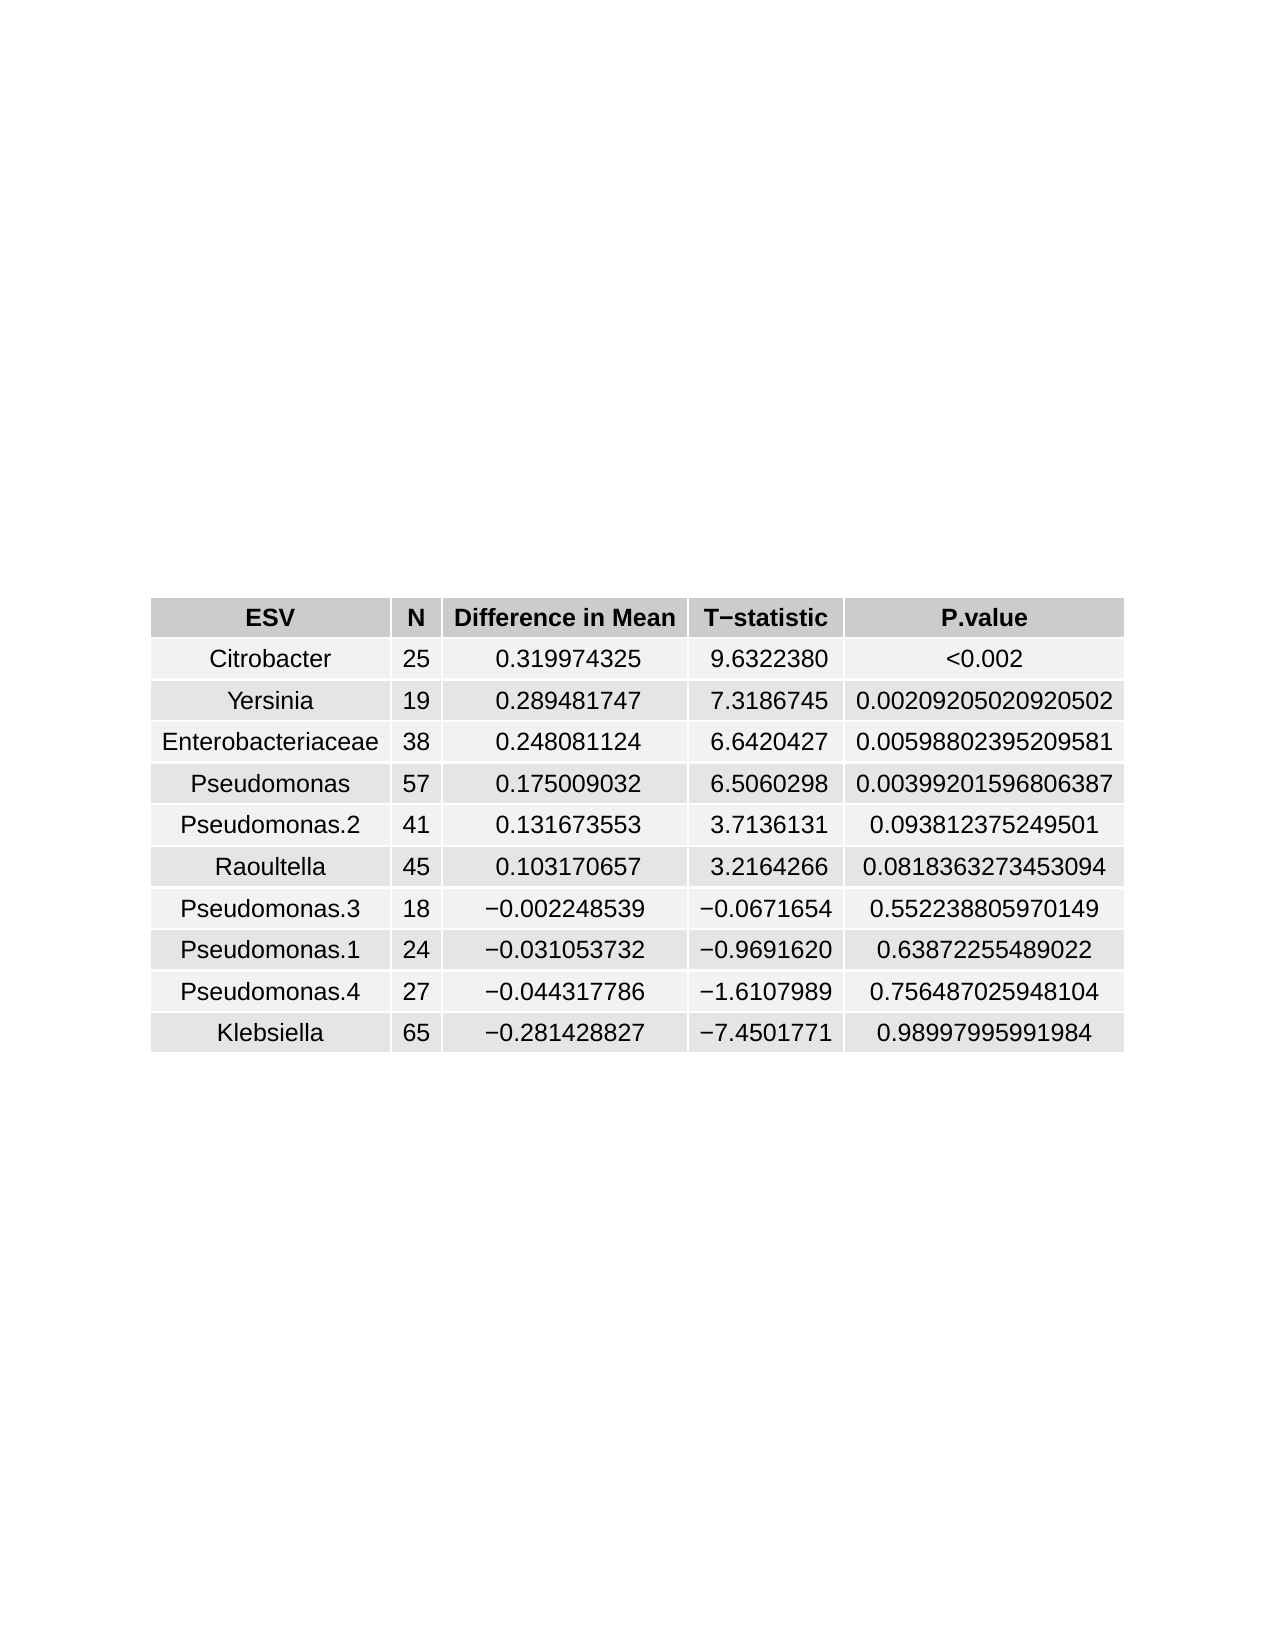 ESV N Difference in Mean T−statistic P.value
Citrobacter 25 0.319974325 9.6322380 <0.002
Yersinia 19 0.289481747 7.3186745 0.00209205020920502
Enterobacteriaceae 38 0.248081124 6.6420427 0.00598802395209581
Pseudomonas 57 0.175009032 6.5060298 0.00399201596806387
Pseudomonas.2 41 0.131673553 3.7136131 0.093812375249501
Raoultella 45 0.103170657 3.2164266 0.0818363273453094
Pseudomonas.3 18 −0.002248539 −0.0671654 0.552238805970149
Pseudomonas.1 24 −0.031053732 −0.9691620 0.63872255489022
Pseudomonas.4 27 −0.044317786 −1.6107989 0.756487025948104
Klebsiella 65 −0.281428827 −7.4501771 0.98997995991984